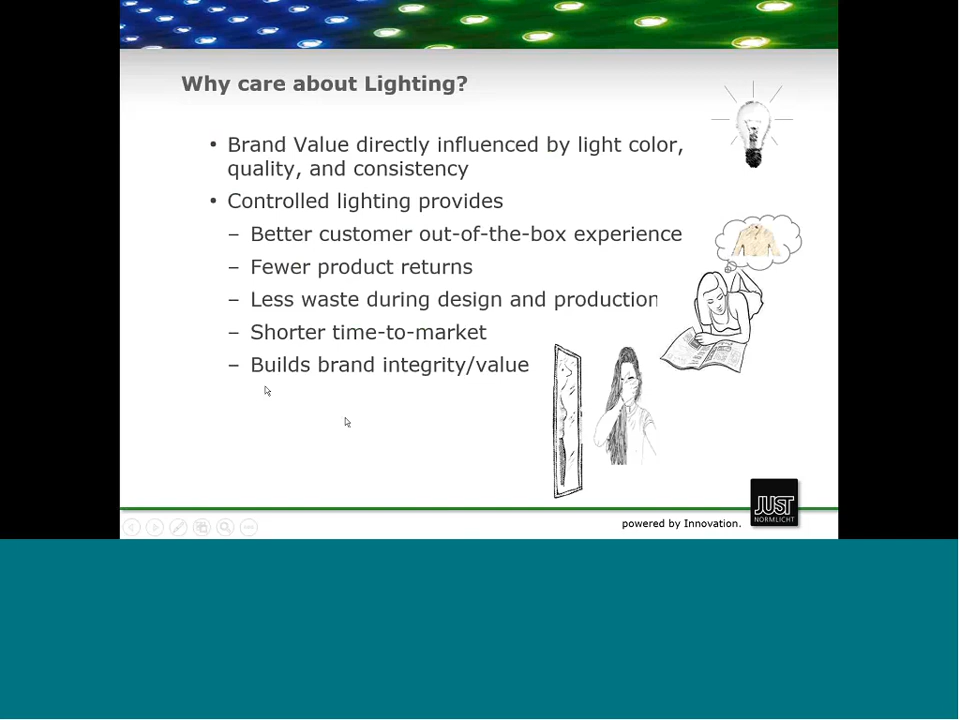 Why care about Lighting?
• Brand Value directly influenced by light color,
quality, and consistency
• Controlled lighting provides
– Better customer out-of-the-box experience
– Fewer product returns
– Less waste during design and production
– Shorter time-to-market
– Builds brand integrity/value
powered by Innovation.
JUST
NORMLICHT